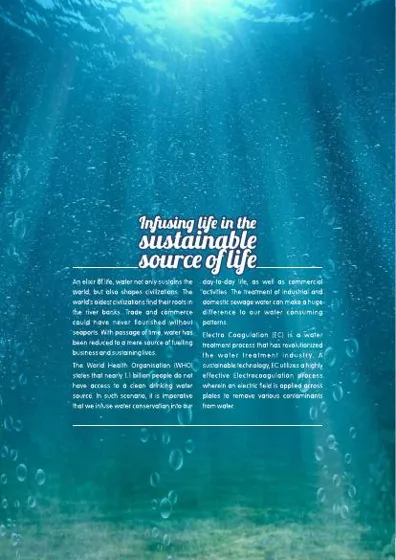 Infusing life in the
sustainable
source of life
An elixir of life, water not only sustains the
world, but also shapes civilizations. The
world's oldest civilizations find their roots in
the river banks. Trade and commerce
could have never flourished without
seaports. With passage of time, water has
been reduced to a mere source of fuelling
business and sustaining lives.
The World Health Organisation (WHO)
states that nearly 1.1 billion people do not
have access to a clean drinking water
source. In such scenario, it is imperative
that we infuse water conservation into our
day-to-day life, as well as commercial
activities. The treatment of industrial and
domestic sewage water can make a huge
difference to our water consuming
patterns.
Electro Coagulation (EC) is a water
treatment process that has revolutionized
the water treatment industry. A
sustainable technology, EC utilizes a highly
effective Electrocoagulation process
wherein an electric field is applied across
plates to remove various contaminants
from water.